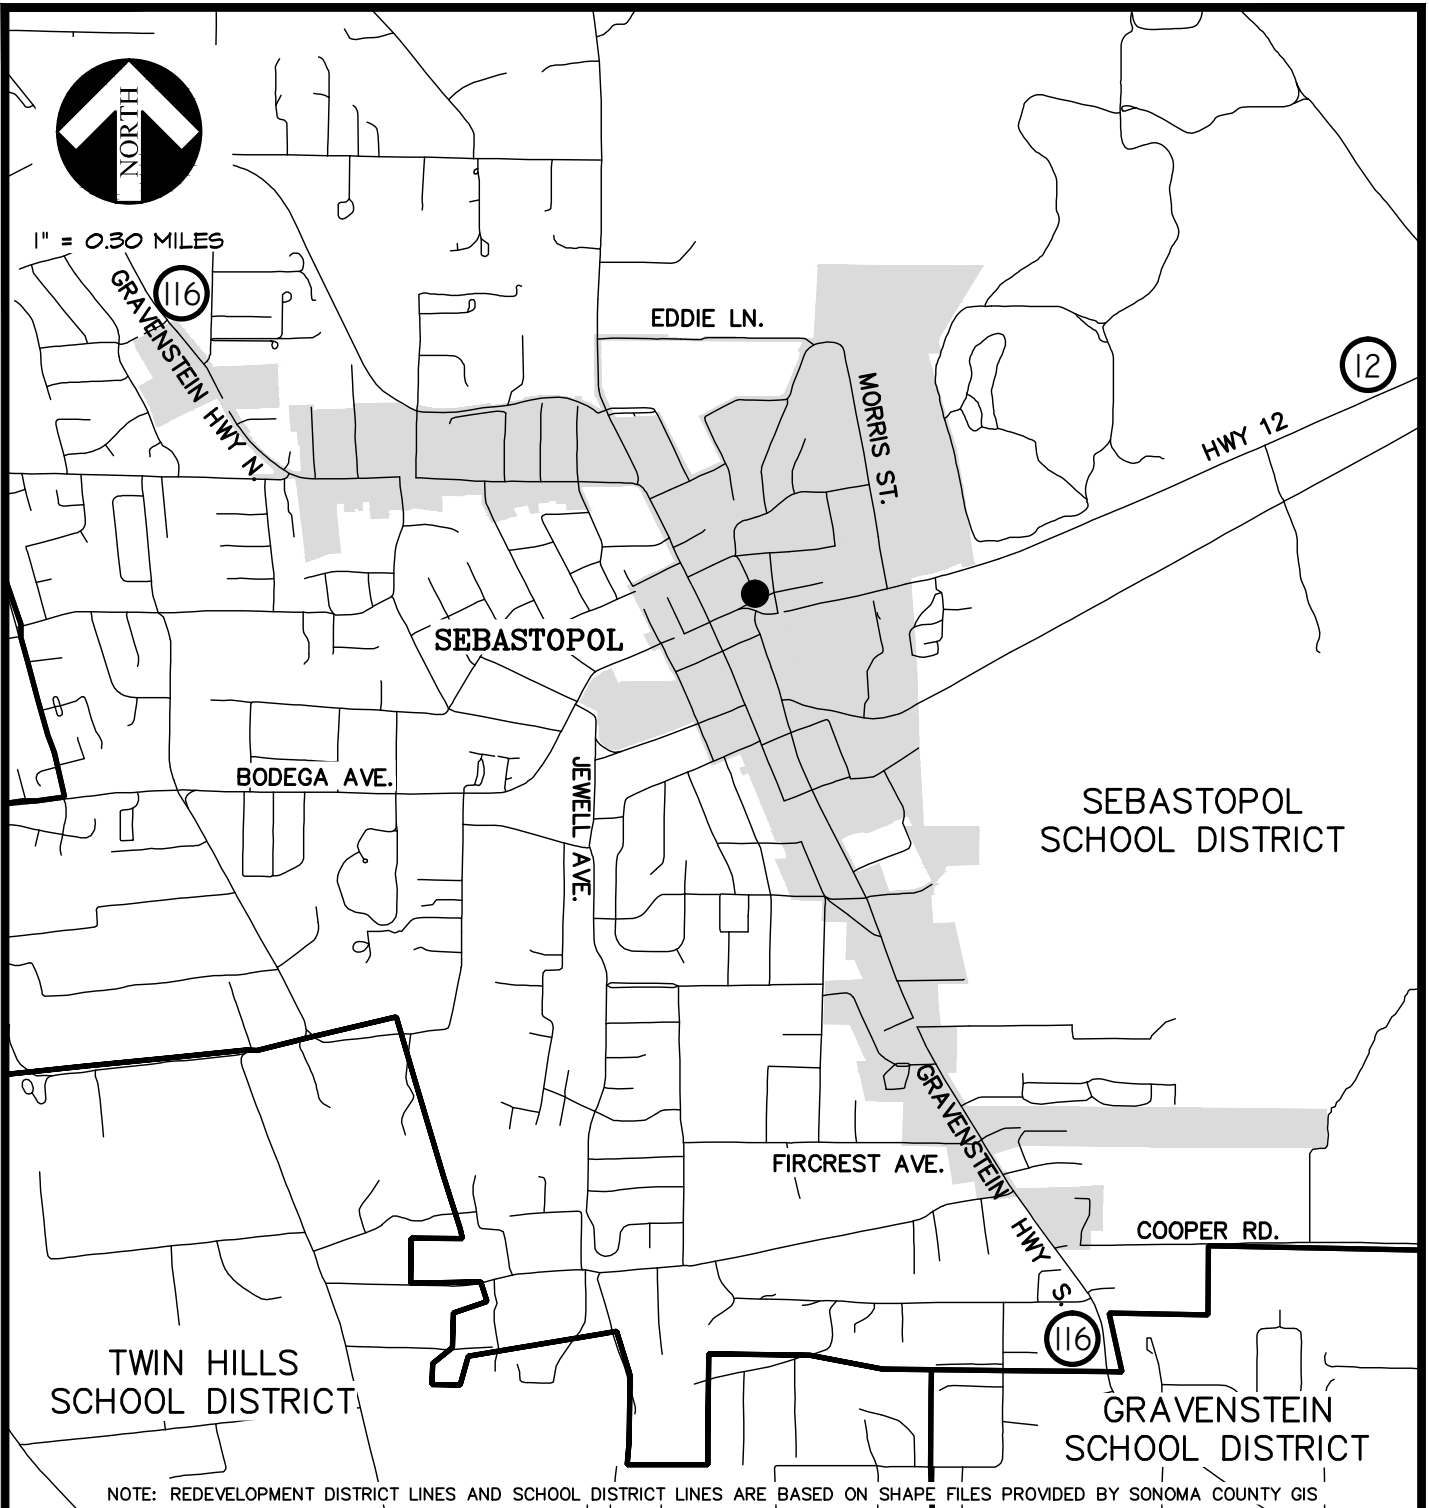 NORTH
1" = 0.30 MILES
116
GRAVENSTEIN HWY N.
EDDIE LN.
MORRIS ST.
12
HWY 12
SEBASTOPOL
BODEGA AVE.
JEWELL AVE.
SEBASTOPOL
SCHOOL DISTRICT
GRAVENSTEIN HWY S.
FIRCREST AVE.
COOPER RD.
116
TWIN HILLS
SCHOOL DISTRICT
GRAVENSTEIN
SCHOOL DISTRICT
NOTE: REDEVELOPMENT DISTRICT LINES AND SCHOOL DISTRICT LINES ARE BASED ON SHAPE FILES PROVIDED BY SONOMA COUNTY GIS